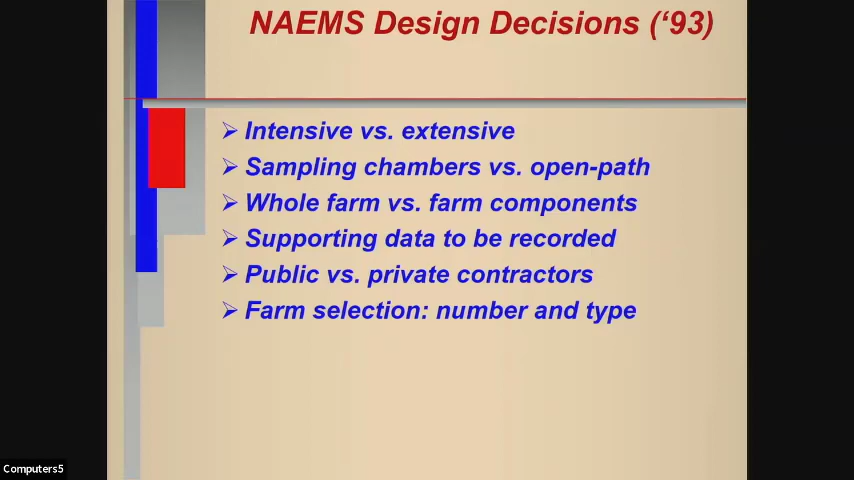 NAEMS Design Decisions (‘93)
Intensive vs. extensive
Sampling chambers vs. open-path
Whole farm vs. farm components
Supporting data to be recorded
Public vs. private contractors
Farm selection: number and type
Computers5